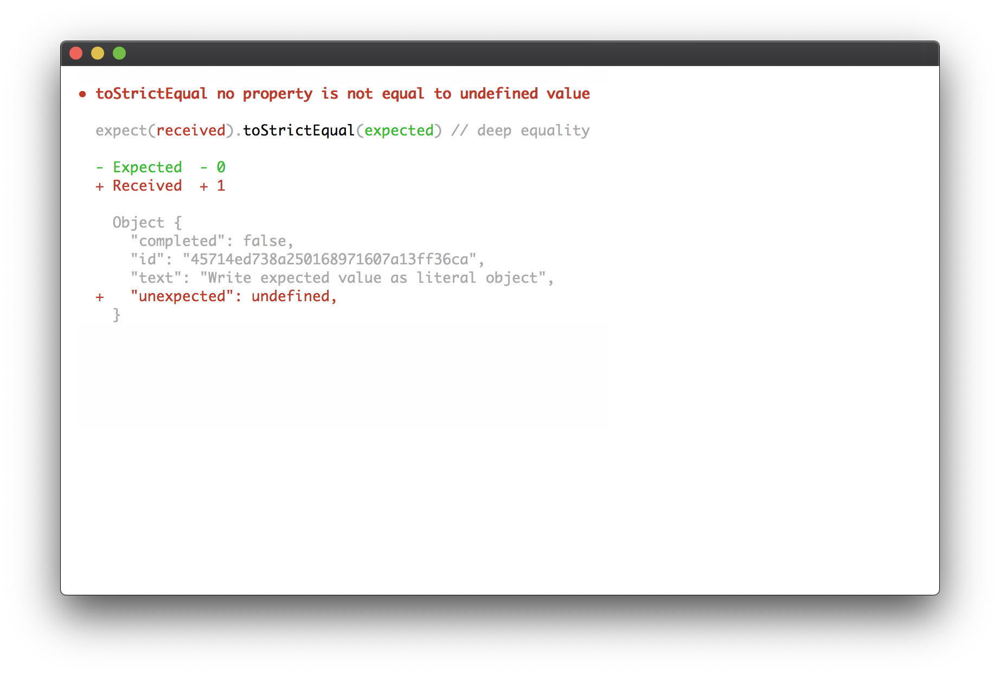 • toStrictEqual no property is not equal to undefined value
expect(received).toStrictEqual(expected) // deep equality
- Expected  - 0
+ Received  + 1
Object {
"completed": false,
"id": "45714ed738a250168971607a13ff36ca",
"text": "Write expected value as literal object",
+   "unexpected": undefined,
}